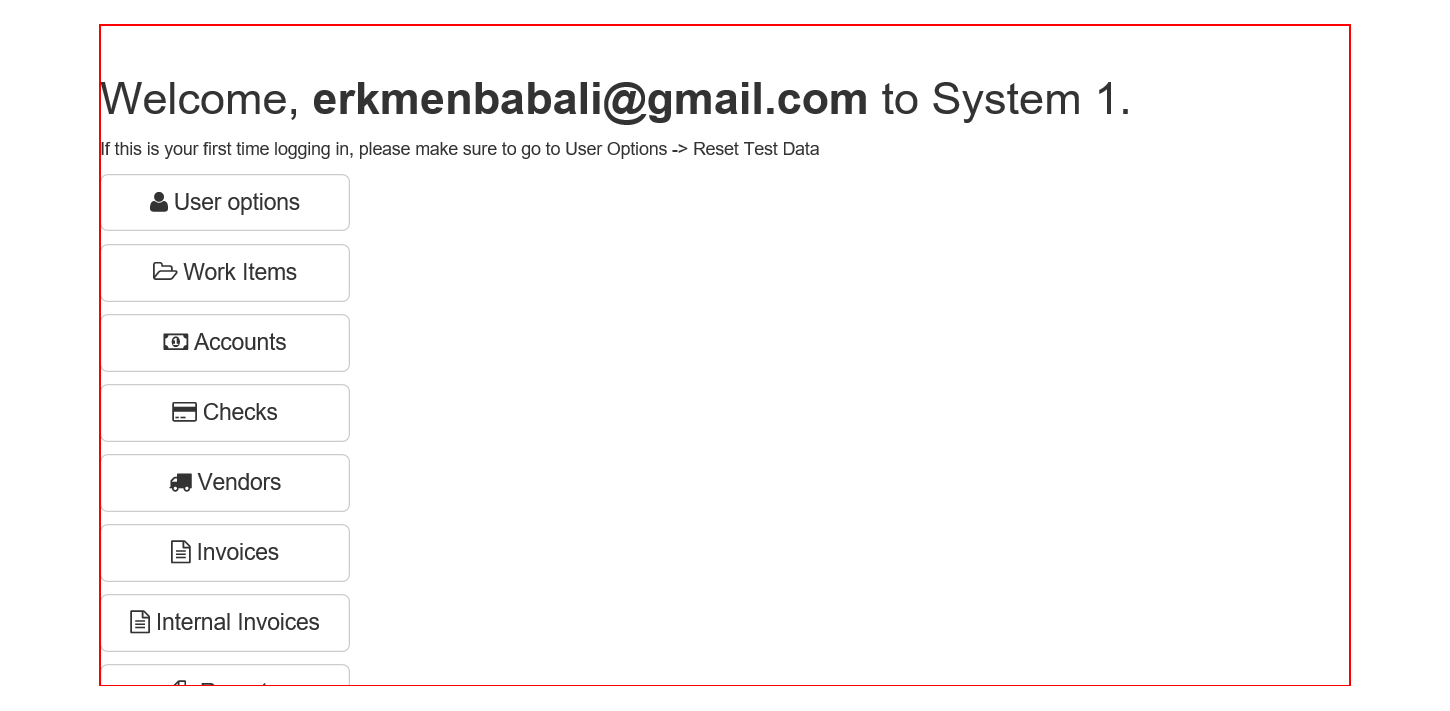 Welcome, erkmenbabali@gmail.com to System 1.
If this is your first time logging in, please make sure to go to User Options -> Reset Test Data
User options
Work Items
Accounts
Checks
Vendors
Invoices
Internal Invoices